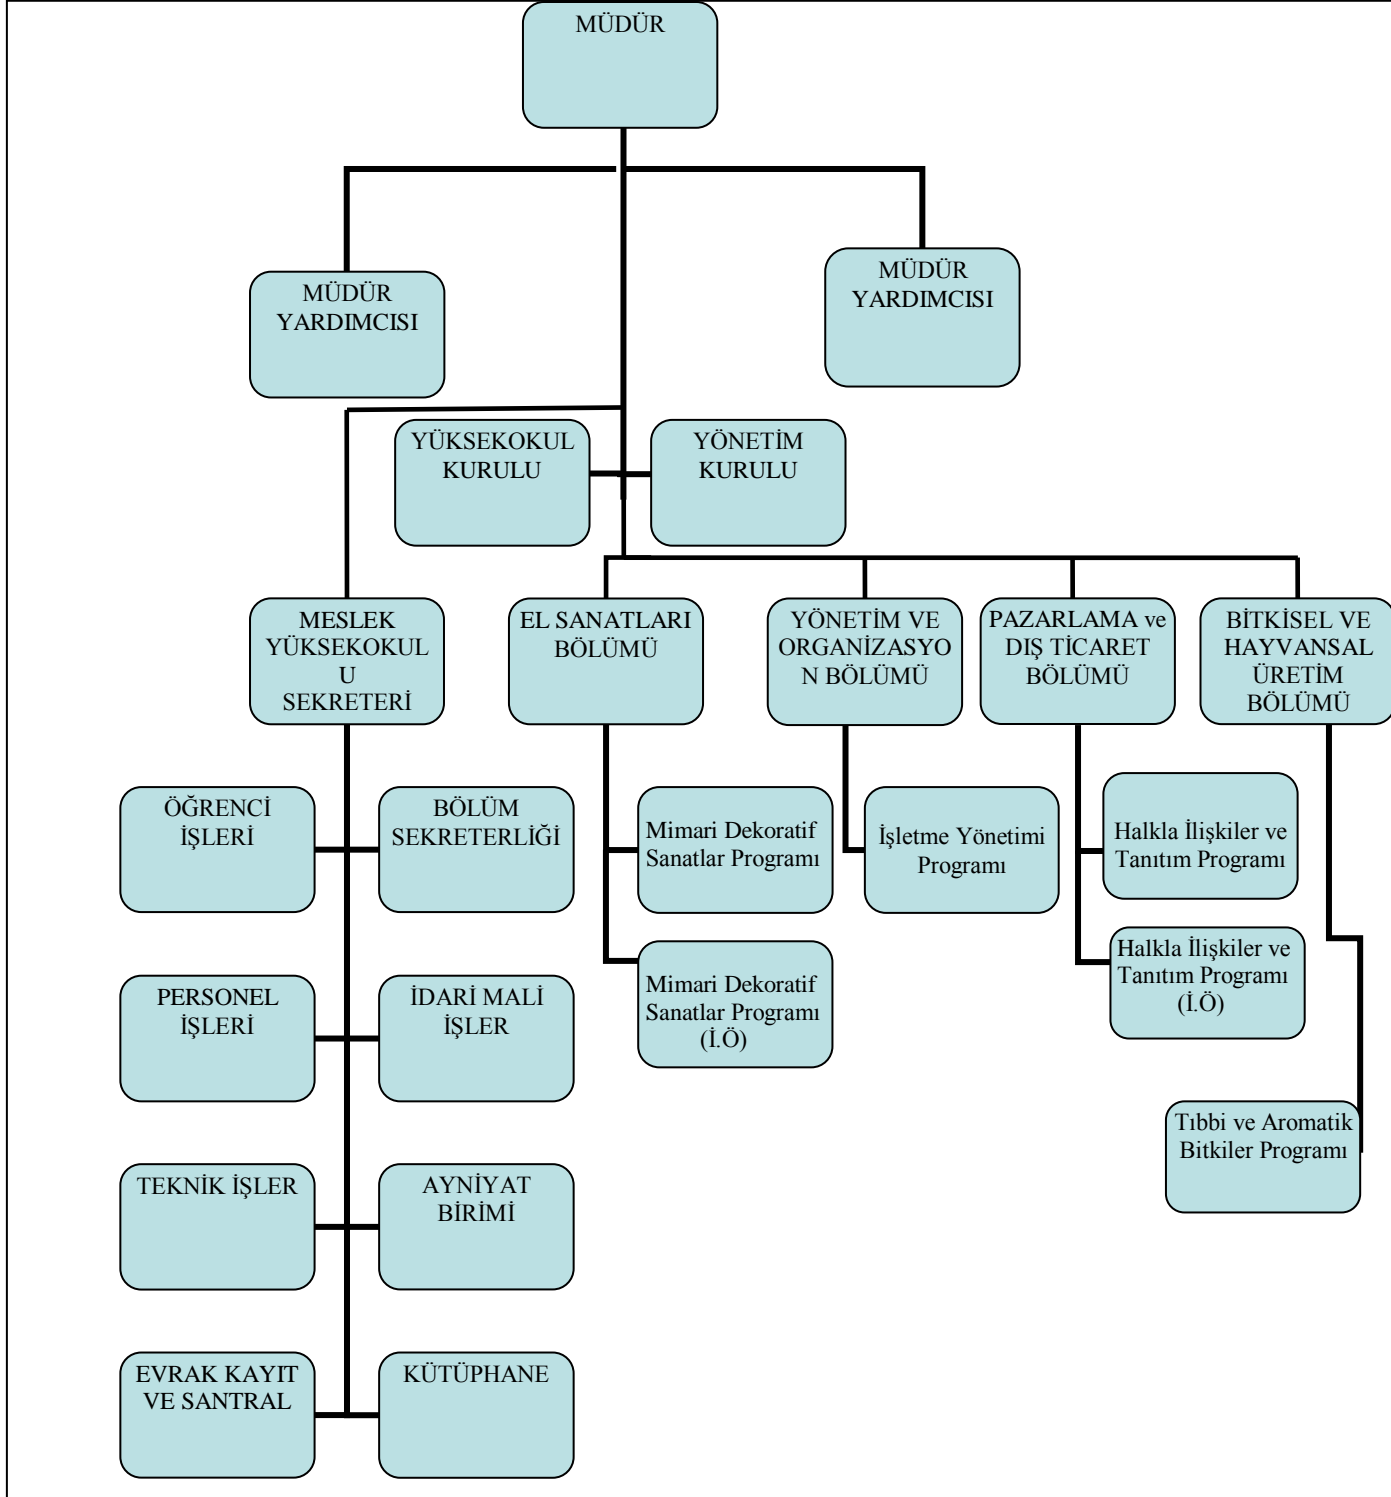 MÜDÜR
MÜDÜR
YARDIMCISI
MÜDÜR
YARDIMCISI
YÜKSEKOKUL
KURULU
YÖNETİM
KURULU
MESLEK
YÜKSEKOKUL
U
SEKRETERİ
EL SANATLARI
BÖLÜMÜ
YÖNETİM VE
ORGANİZASYO
N BÖLÜMÜ
PAZARLAMA ve
DIŞ TİCARET
BÖLÜMÜ
BİTKİSEL VE
HAYVANSAL
ÜRETİM
BÖLÜMÜ
ÖĞRENCİ
İŞLERİ
BÖLÜM
SEKRETERLİĞİ
Mimari Dekoratif
Sanatlar Programı
İşletme Yönetimi
Programı
Halkla İlişkiler ve
Tanıtım Programı
Mimari Dekoratif
Sanatlar Programı
(İ.Ö)
Halkla İlişkiler ve
Tanıtım Programı
(İ.Ö)
PERSONEL
İŞLERİ
İDARİ MALİ
İŞLER
Tıbbi ve Aromatik
Bitkiler Programı
TEKNİK İŞLER
AYNİYAT
BİRİMİ
EVRAK KAYIT
VE SANTRAL
KÜTÜPHANE